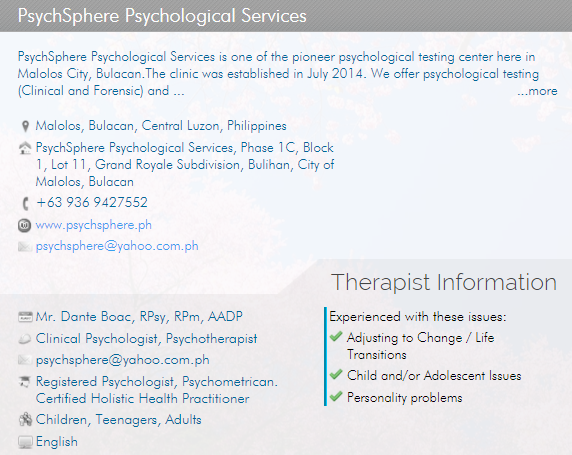 PsychSphere Psychological Services
PsychSphere Psychological Services is one of the pioneer psychological testing center here in
Malolos City, Bulacan.The clinic was established in July 2014. We offer psychological testing
(Clinical and Forensic) and ...
...more
Malolos, Bulacan, Central Luzon, Philippines
PsychSphere Psychological Services, Phase 1C, Block
1, Lot 11, Grand Royale Subdivision, Bulihan, City of
Malolos, Bulacan
+63 936 9427552
www.psychsphere.ph
psychsphere@yahoo.com.ph
Therapist Information
Mr. Dante Boac, RPsy, RPm, AADP
Clinical Psychologist, Psychotherapist
psychsphere@yahoo.com.ph
Registered Psychologist, Psychometrican.
Certified Holistic Health Practitioner
Children, Teenagers, Adults
English
Experienced with these issues:
Adjusting to Change / Life
Transitions
Child and/or Adolescent Issues
Personality problems